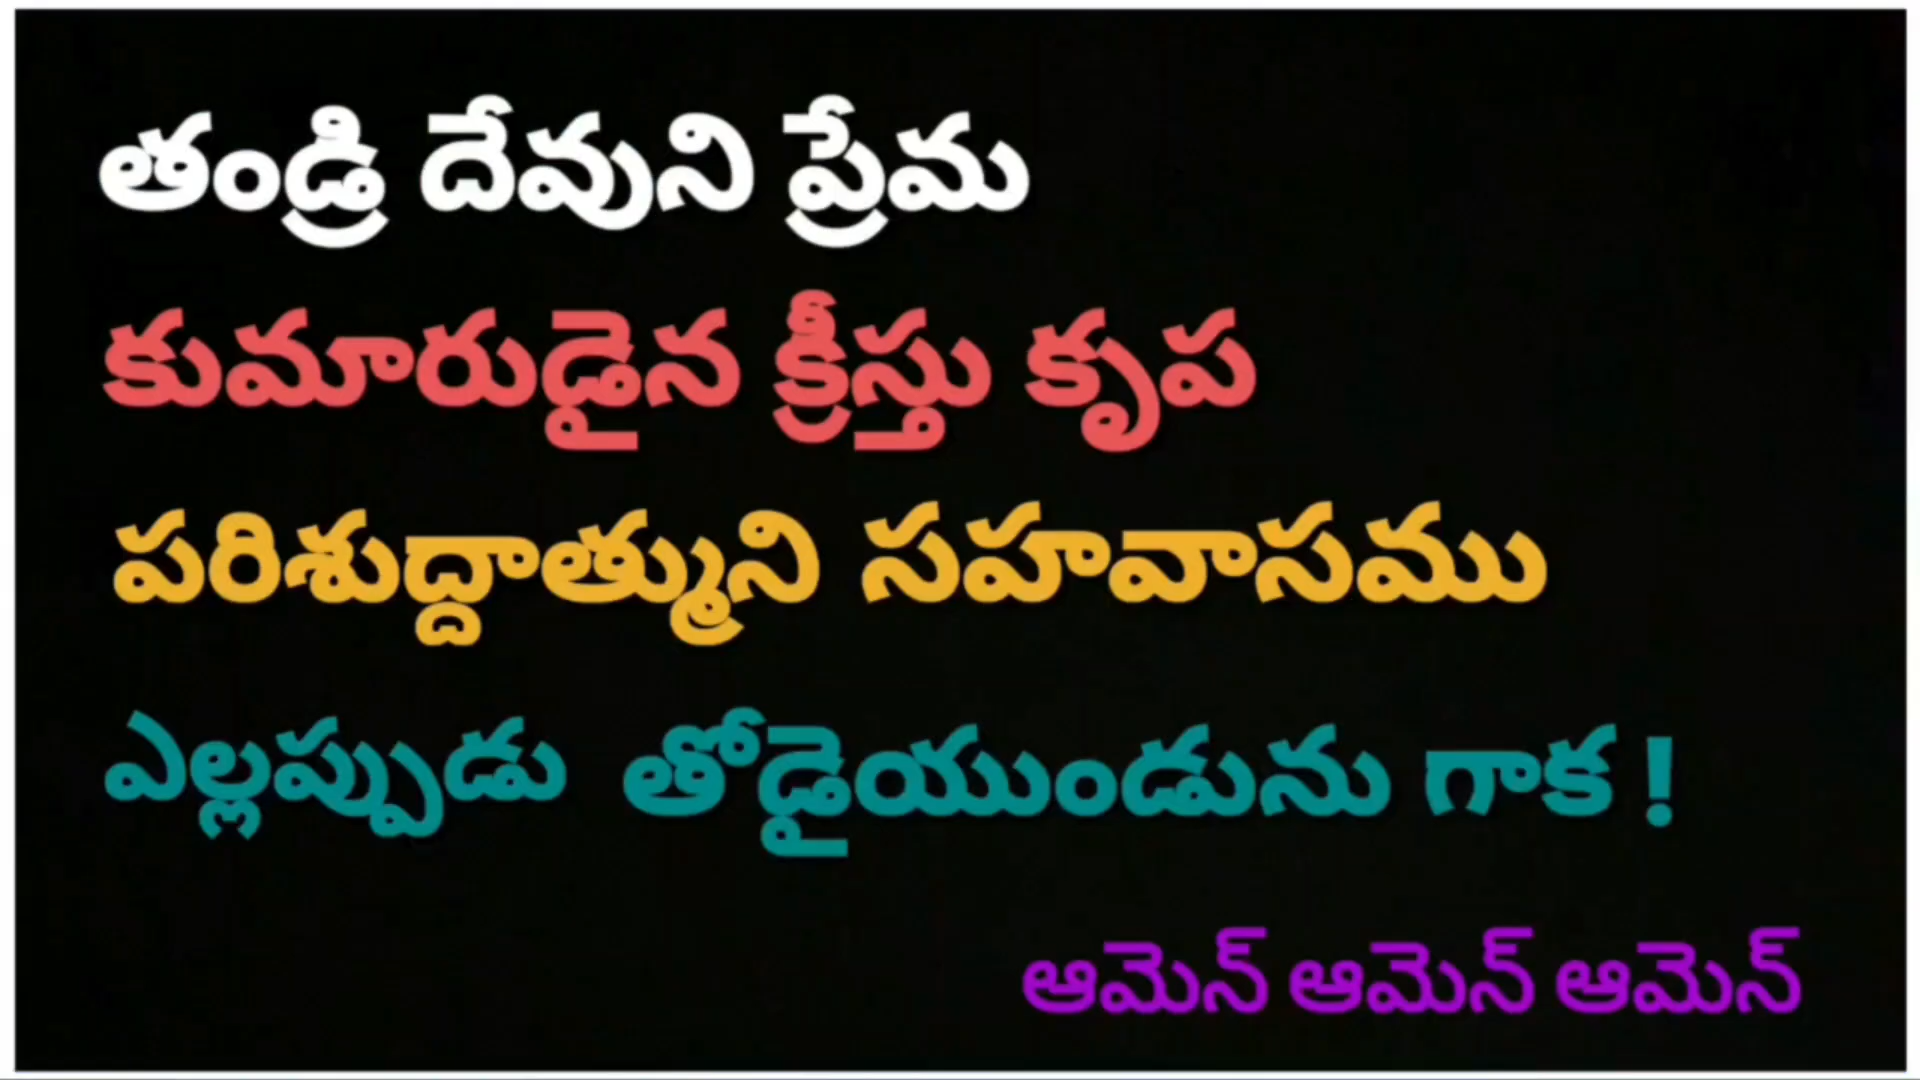 తండ్రి దేవుని ప్రేమ
కుమారుడైన క్రీస్తు కృప
పరిశుద్దాత్ముని సహవాసము
ఎల్లప్పుడు తోడైయుండును గాక !
ఆమెన్ ఆమెన్ ఆమెన్